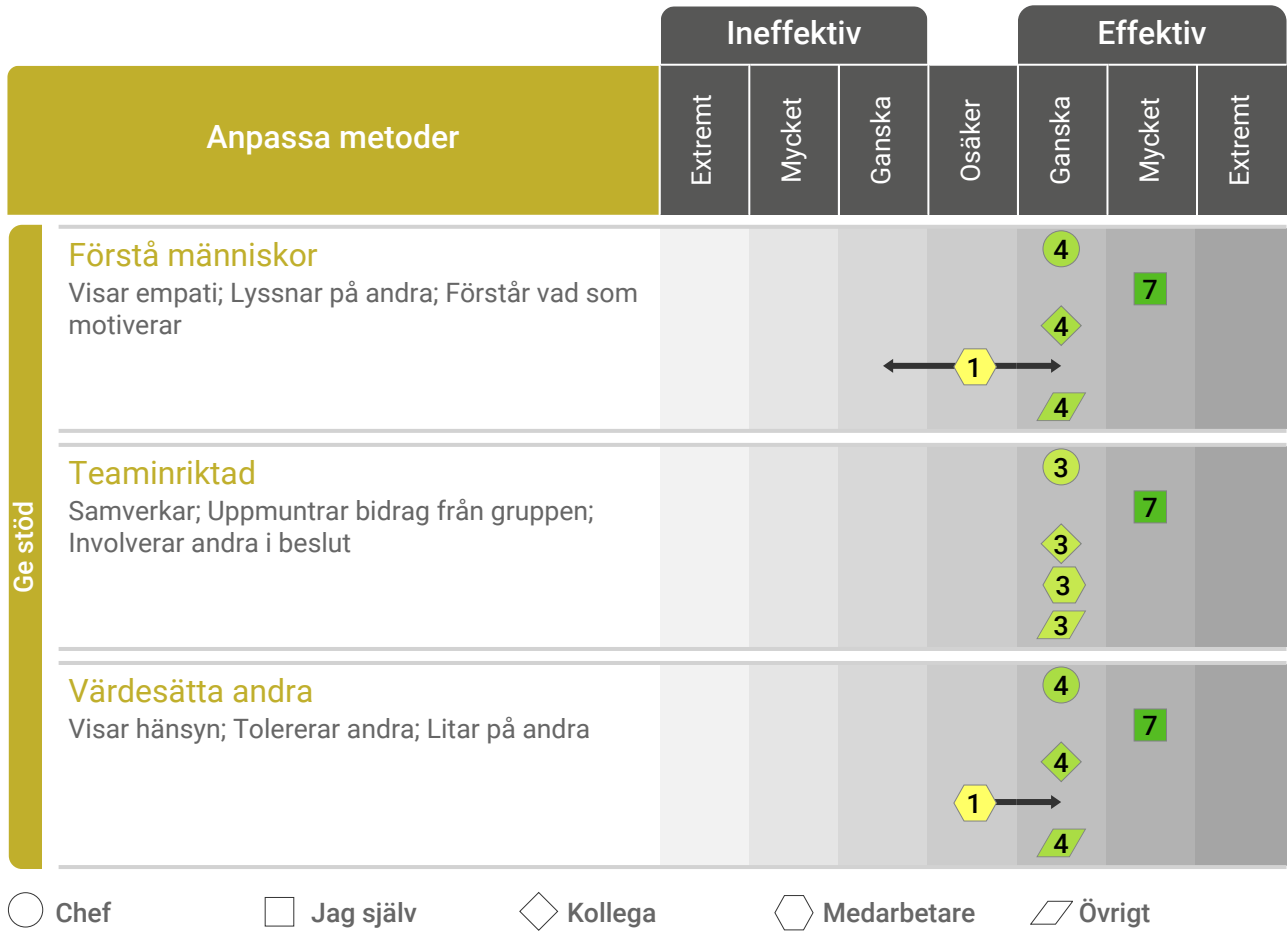 Ineffektiv
Effektiv
Anpassa metoder
Extremt
Mycket
Ganska
Osäker
Ganska
Mycket
Extremt
Ge stöd
Förstå människor
Visar empati; Lyssnar på andra; Förstår vad som
motiverar
4
7
4
1
4
Teaminriktad
Samverkar; Uppmuntrar bidrag från gruppen;
Involverar andra i beslut
3
7
3
3
3
Värdesätta andra
Visar hänsyn; Tolererar andra; Litar på andra
4
7
4
1
4
Chef
Jag själv
Kollega
Medarbetare
Övrigt